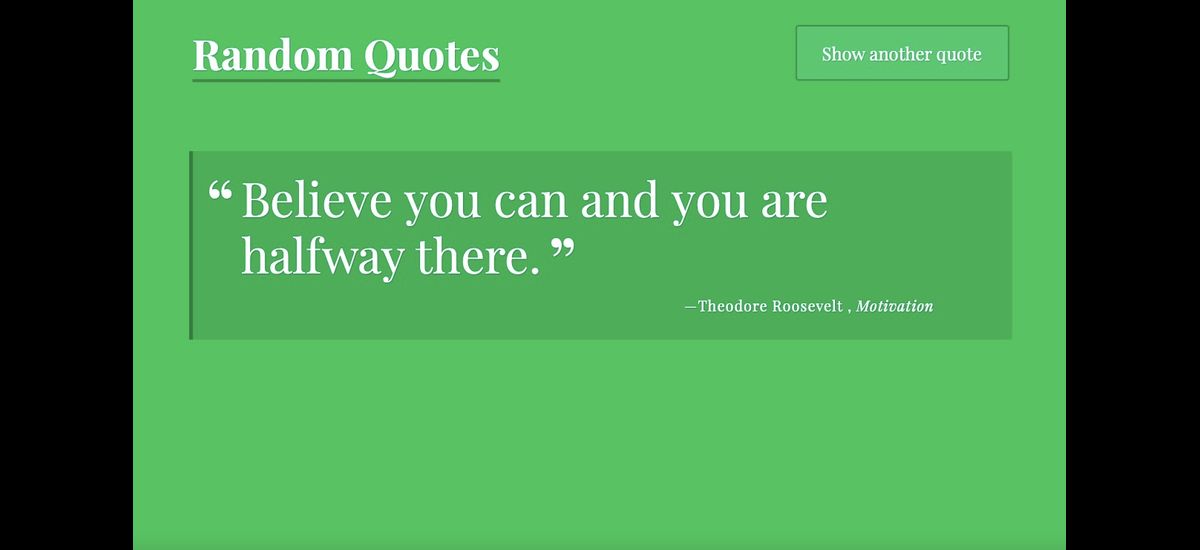 Random Quotes
Show another quote
“ Believe you can and you are
halfway there. ”
—Theodore Roosevelt , Motivation